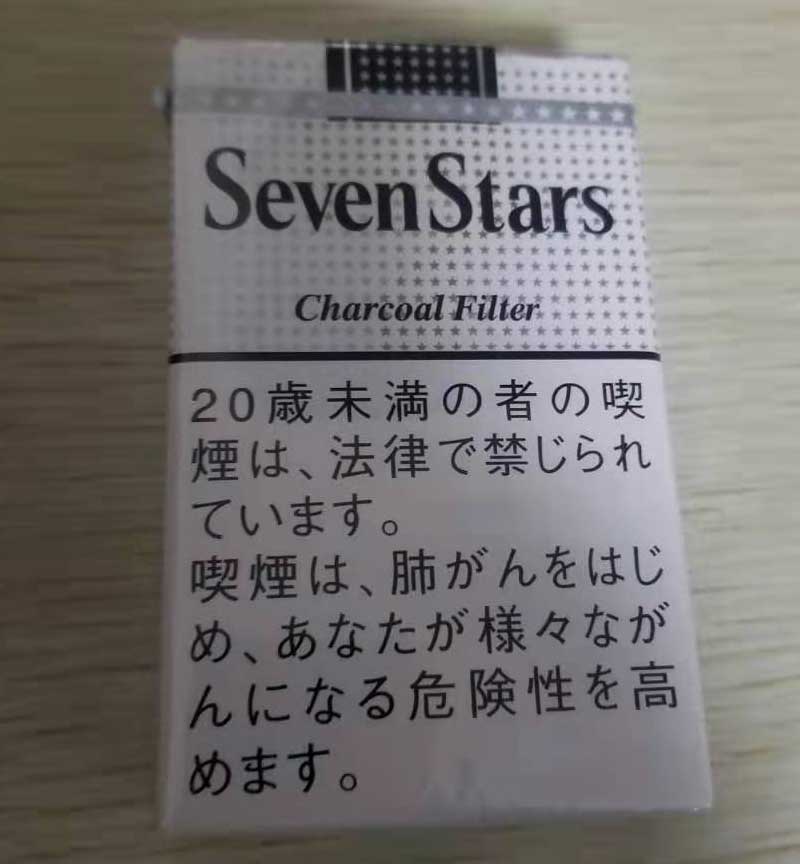 Seven Stars
Charcoal Filter
20歳未満の者の喫
煙は、法律で禁じられ
ています。
喫煙は、肺がんをはじ
め、あなたが様々なが
んになる危険性を高
めます。